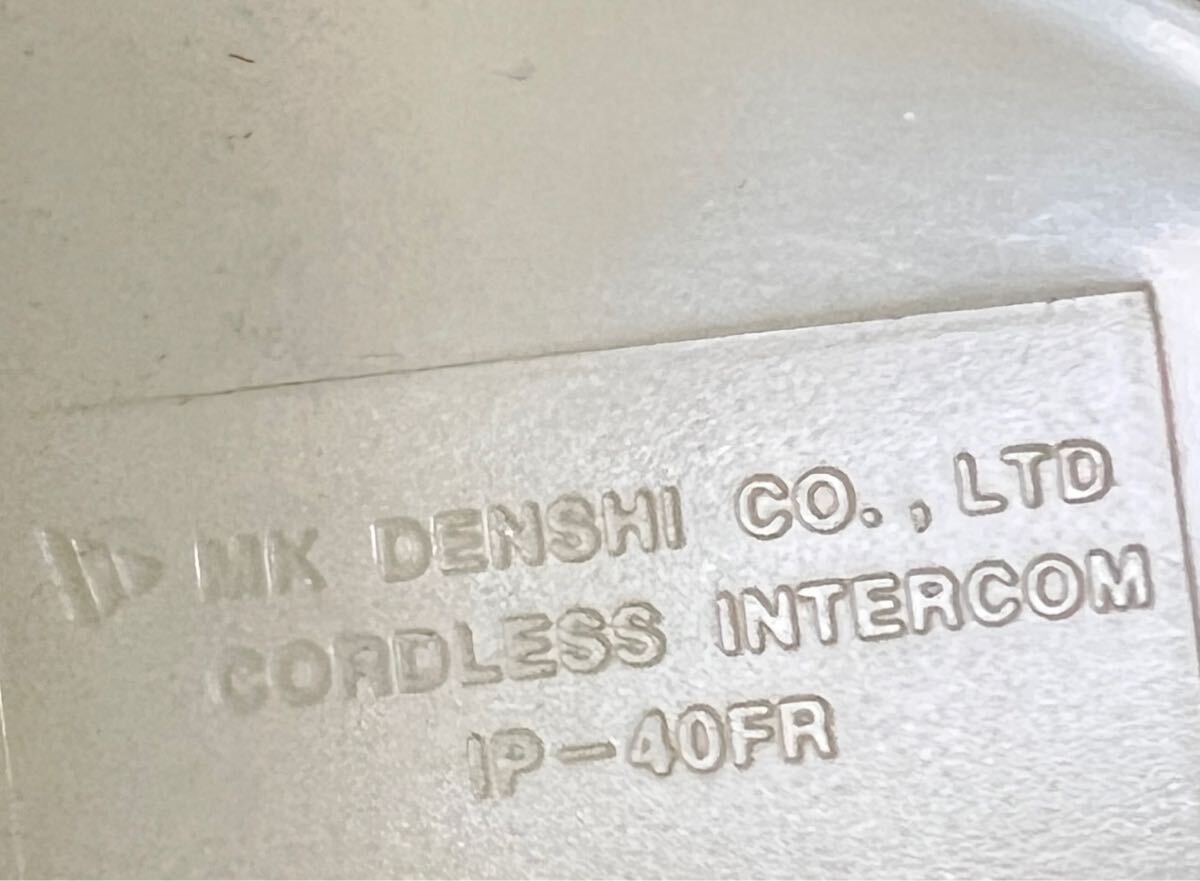 MK DENSHI CO., LTD
CORDLESS INTERCOM
IP-40FR